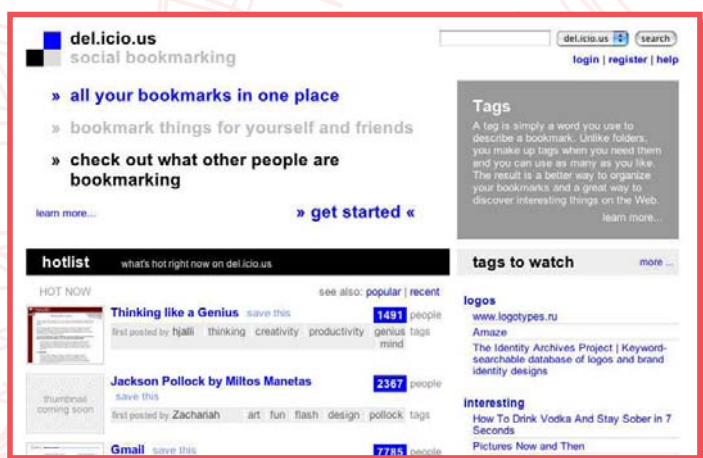 del.icio.us
social bookmarking
del.icio.us
search
login | register | help
» all your bookmarks in one place
» bookmark things for yourself and friends
» check out what other people are
bookmarking
learn more...
» get started «
Tags
A tag is simply a word you use to
describe a bookmark. Unlike folders,
you make up tags when you need them
and you can use as many as you like.
The result is a better way to organize
your bookmarks and a great way to
discover interesting things on the Web.
learn more...
hotlist what's hot right now on del.icio.us
HOT NOW see also: popular | recent
Thinking like a Genius save this 1491 people
first posted by hjalli thinking creativity productivity genius tags
mind
thumbnail
coming soon
Jackson Pollock by Miltos Manetas 2367 people
save this
first posted by Zachariah art fun flash design pollock tags
Gmail save this 7785 people
tags to watch more ...
logos
www.logotypes.ru
Amaze
The Identity Archives Project | Keyword-
searchable database of logos and brand
identity designs
interesting
How To Drink Vodka And Stay Sober in 7
Seconds
Pictures Now and Then